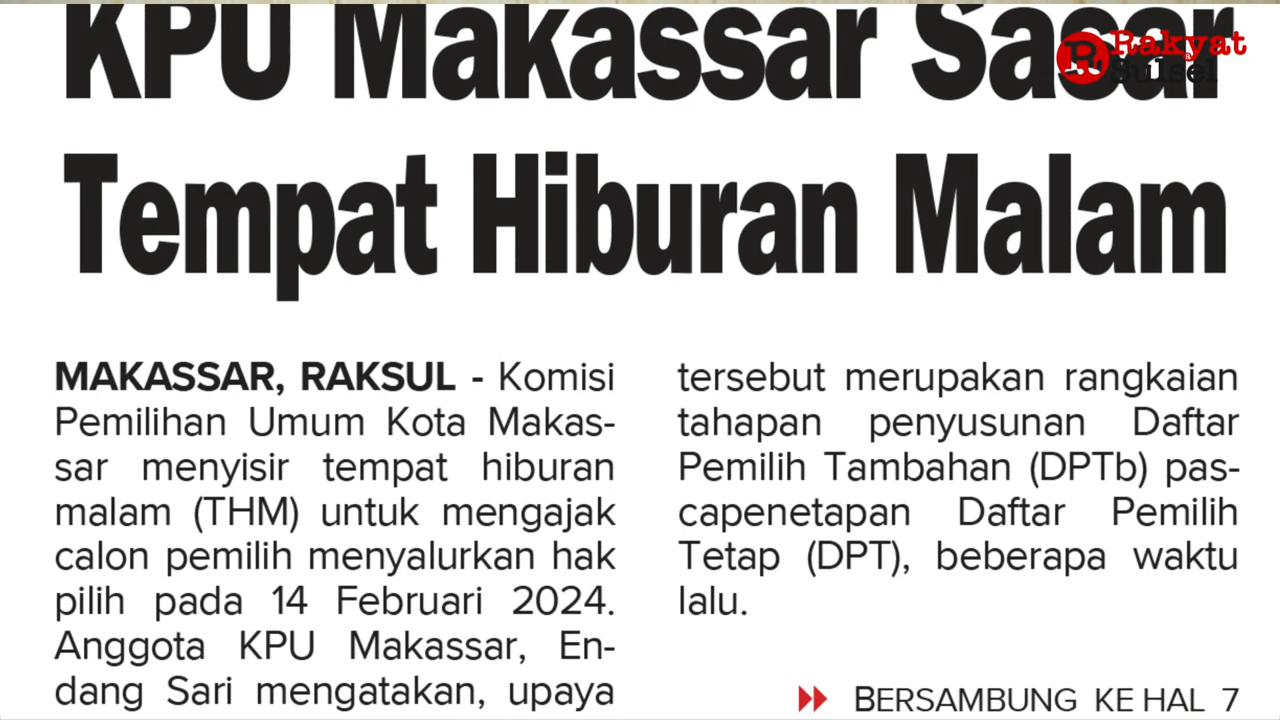 KPU Makassar Sasar
Tempat Hiburan Malam
Rakyat
Sulsel
MAKASSAR, RAKSUL - Komisi
Pemilihan Umum Kota Makas-
sar menyisir tempat hiburan
malam (THM) untuk mengajak
calon pemilih menyalurkan hak
pilih pada 14 Februari 2024.
Anggota KPU Makassar, En-
dang Sari mengatakan, upaya
tersebut merupakan rangkaian
tahapan penyusunan Daftar
Pemilih Tambahan (DPTb) pas-
capenetapan Daftar Pemilih
Tetap (DPT), beberapa waktu
lalu.
BERSAMBUNG KE HAL 7